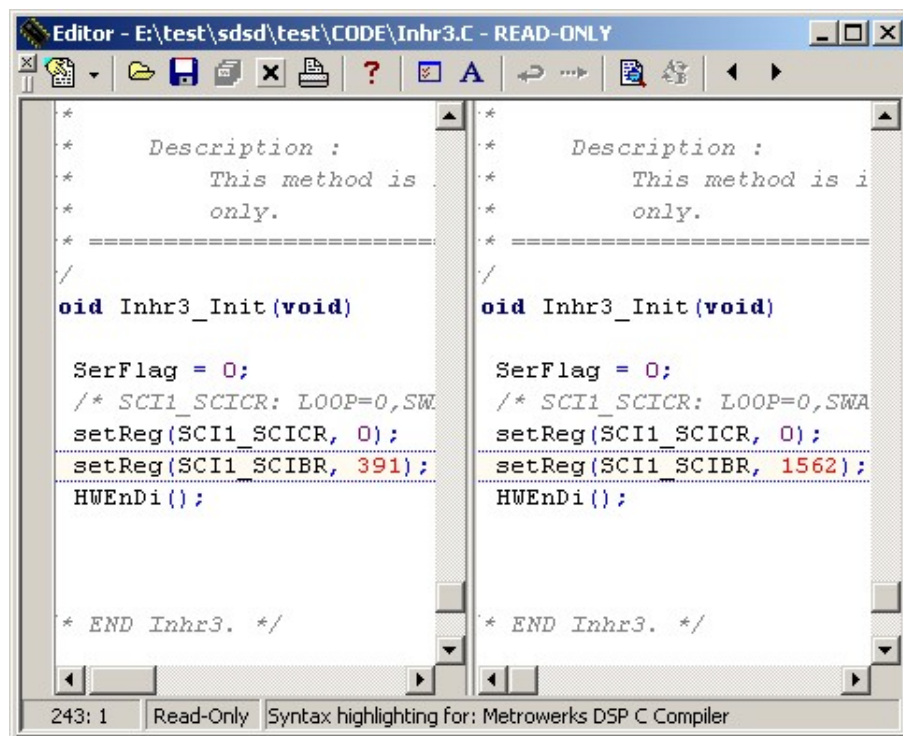 Editor - E:\test\sdsd\test\CODE\Inhr3.C - READ-ONLY
*
* Description :
* This method is
* only.
* =======================
/
oid Inhr3_Init(void)
SerFlag = 0;
/* SCI1_SCICR: LOOP=0,SW
setReg(SCI1_SCICR, 0);
setReg(SCI1_SCIBR, 391);
HWEnDi();
* END Inhr3. */
*
* Description :
* This method is i
* only.
* ========================
/
oid Inhr3_Init(void)
SerFlag = 0;
/* SCI1_SCICR: LOOP=0,SWA
setReg(SCI1_SCICR, 0);
setReg(SCI1_SCIBR, 1562);
HWEnDi();
* END Inhr3. */
243: 1 Read-Only Syntax highlighting for: Metrowerks DSP C Compiler